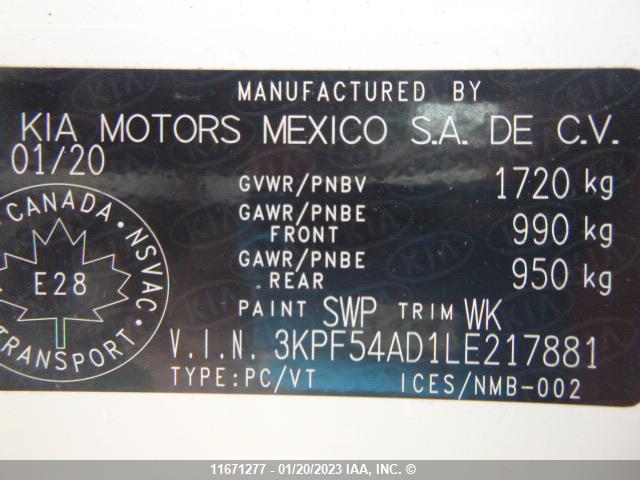 MANUFACTURED BY
KIA MOTORS MEXICO S.A. DE C.V.
01/20
GVWR/PNBV 1720 kg
GAWR/PNBE FRONT 990 kg
GAWR/PNBE REAR 950 kg
CANADA • NSVAC •
E28
TRANSPORT •
PAINT SWP TRIM WK
V.I.N. 3KPF54AD1LE217881
TYPE:PC/VT ICES/NMB-002
11671277 - 01/20/2023 IAA, INC. ©